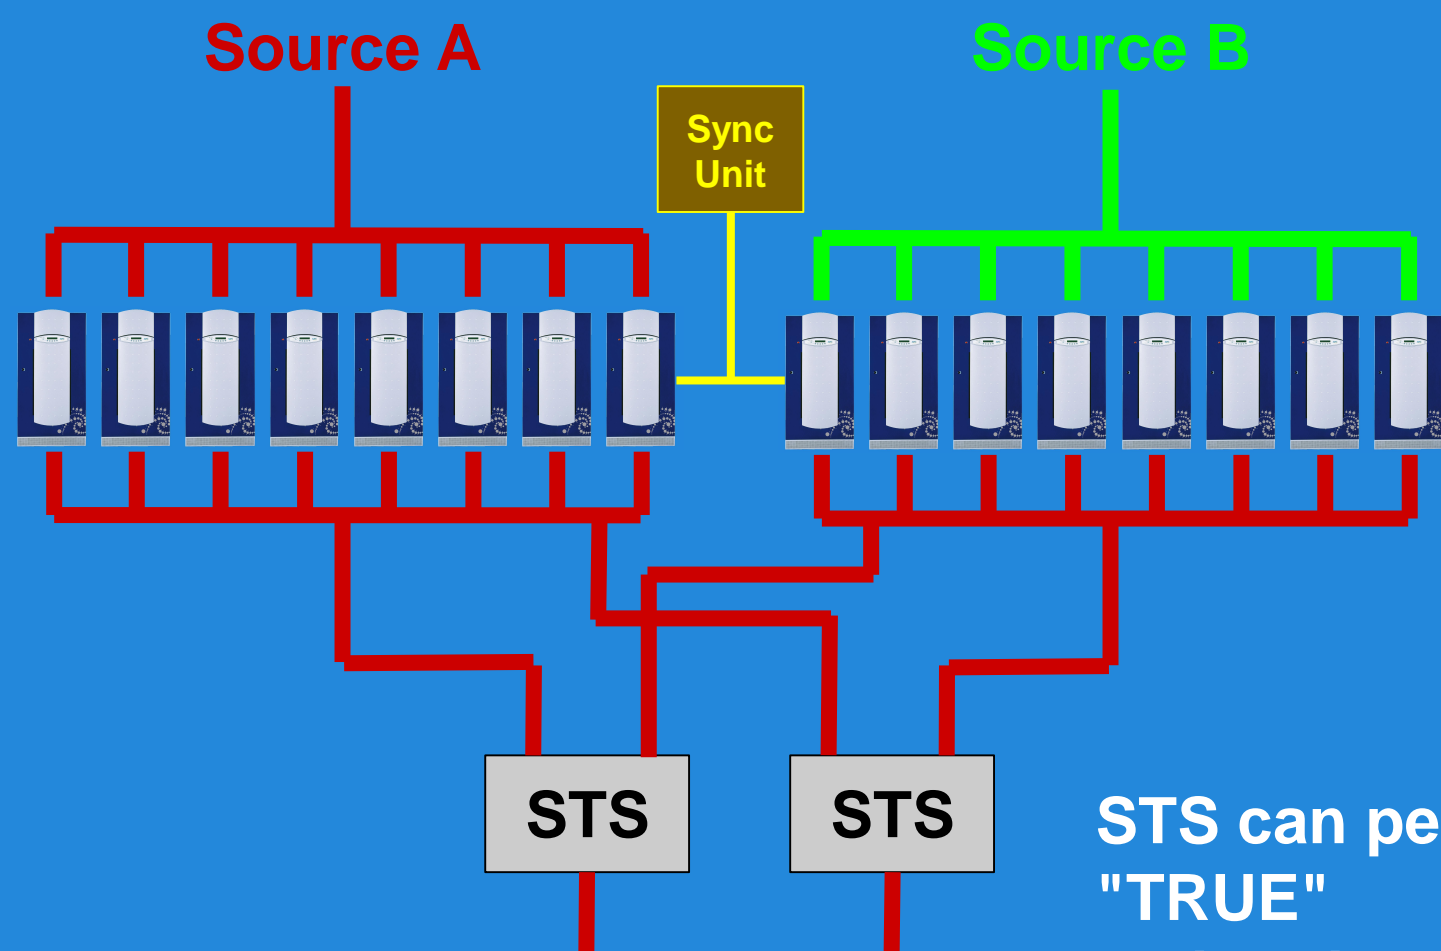 Source A
Source B
Sync
Unit
STS
STS
STS can pe
"TRUE"